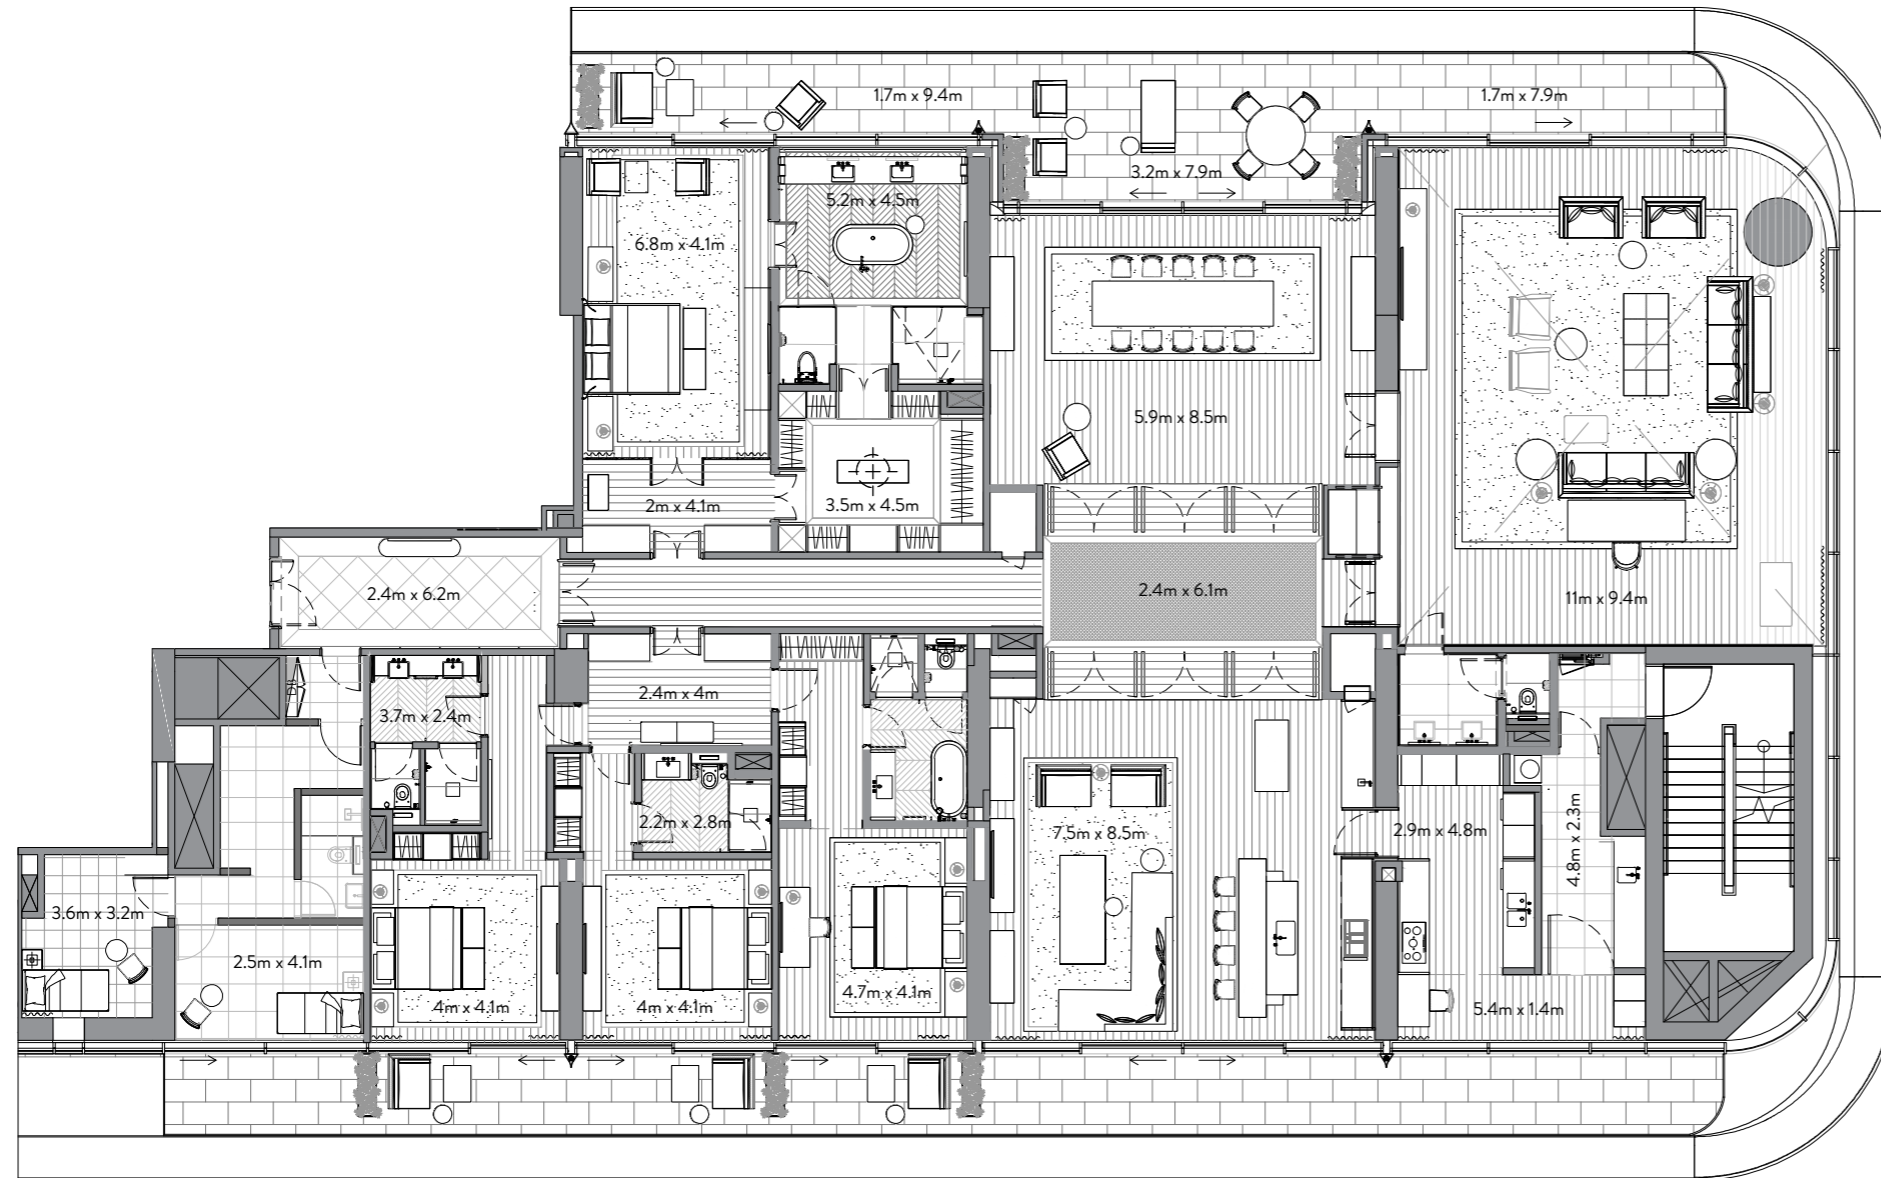 1.7m x 9.4m
1.7m x 7.9m
3.2m x 7.9m
5.2m x 4.5m
6.8m x 4.1m
5.9m x 8.5m
2m x 4.1m
3.5m x 4.5m
2.4m x 6.2m
2.4m x 6.1m
11m x 9.4m
DB
3.7m x 2.4m
2.4m x 4m
2.2m x 2.8m
7.5m x 8.5m
2.9m x 4.8m
4.8m x 2.3m
3.6m x 3.2m
2.5m x 4.1m
4m x 4.1m
4m x 4.1m
4.7m x 4.1m
5.4m x 1.4m